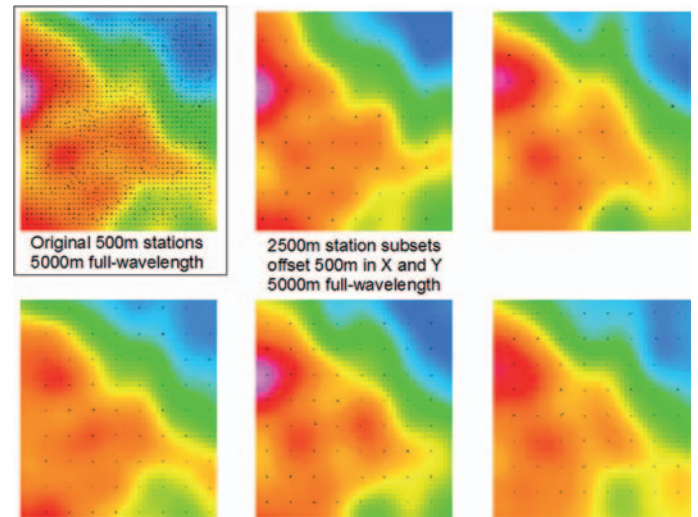 Original 500m stations
5000m full-wavelength
2500m station subsets
offset 500m in X and Y
5000m full-wavelength